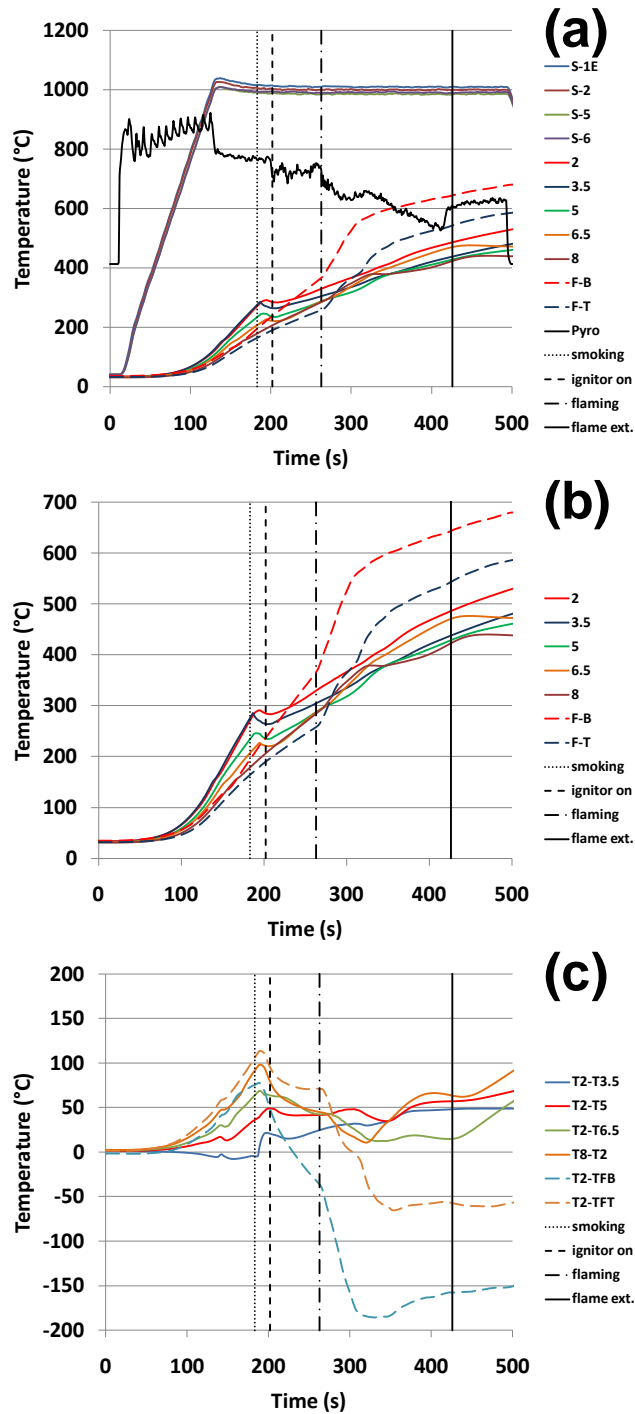 (a)
1200
1000
800
600
400
200
0
Temperature (°C)
0 100 200 300 400 500
Time (s)
S-1E
S-2
S-5
S-6
2
3.5
5
6.5
8
F-B
F-T
Pyro
smoking
ignitor on
flaming
flame ext.
(b)
700
600
500
400
300
200
100
0
Temperature (°C)
0 100 200 300 400 500
Time (s)
2
3.5
5
6.5
8
F-B
F-T
smoking
ignitor on
flaming
flame ext.
(c)
200
150
100
50
0
-50
-100
-150
-200
Temperature (°C)
0 100 200 300 400 500
Time (s)
T2-T3.5
T2-T5
T2-T6.5
T8-T2
T2-TFB
T2-TFT
smoking
ignitor on
flaming
flame ext.